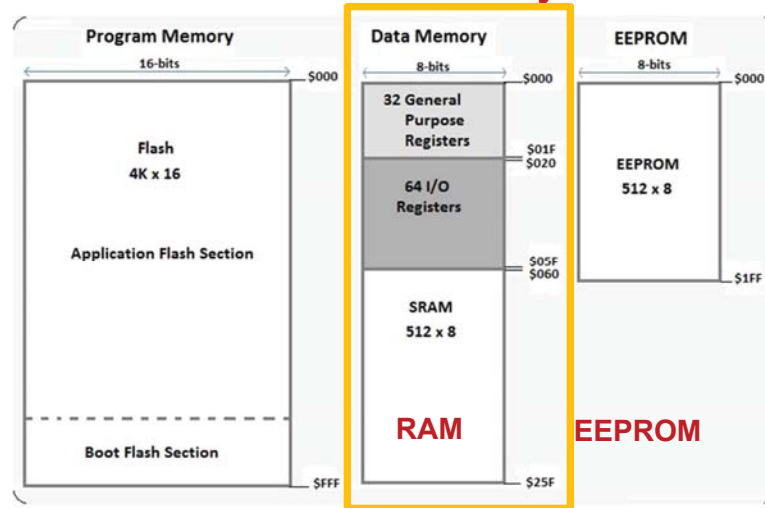 Program Memory
16-bits
$000
Flash
4K x 16
Application Flash Section
Boot Flash Section
$FFF
Data Memory
8-bits
$000
32 General
Purpose
Registers
$01F
$020
64 I/O
Registers
$05F
$060
SRAM
512 x 8
RAM
$25F
EEPROM
8-bits
$000
EEPROM
512 x 8
$1FF
EEPROM